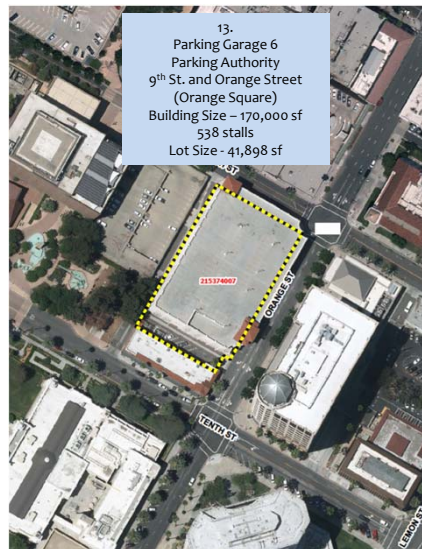 13.
Parking Garage 6
Parking Authority
9th St. and Orange Street
(Orange Square)
Building Size – 170,000 sf
538 stalls
Lot Size - 41,898 sf
ST
215374007
ORANGE ST
TENTH ST
LEMON ST